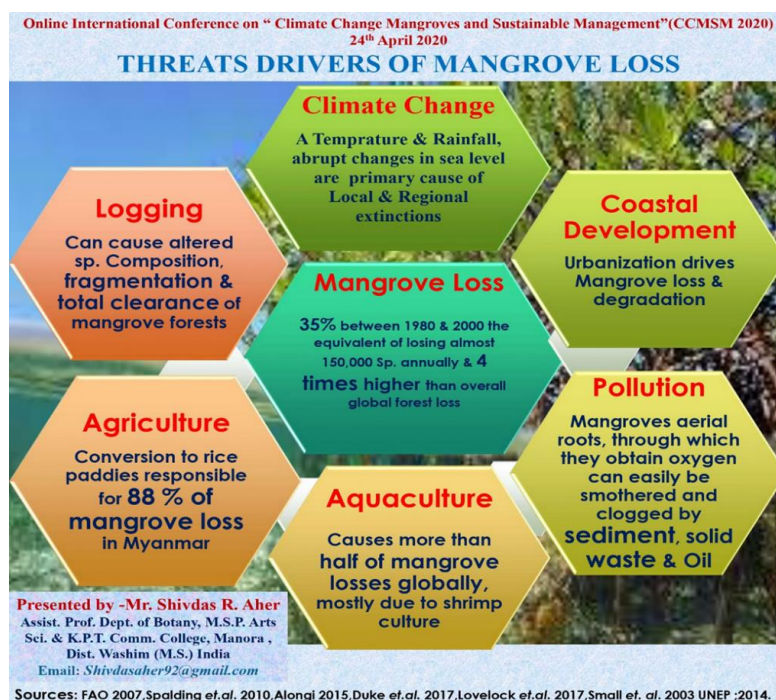 Online International Conference on “ Climate Change Mangroves and Sustainable Management”(CCMSM 2020)
24th April 2020
THREATS DRIVERS OF MANGROVE LOSS
Climate Change
A Temprature & Rainfall,
abrupt changes in sea level
are primary cause of
Local & Regional
extinctions
Logging
Can cause altered
sp. Composition,
fragmentation &
total clearance of
mangrove forests
Coastal
Development
Urbanization drives
Mangrove loss &
degradation
Mangrove Loss
35% between 1980 & 2000 the
equivalent of losing almost
150,000 Sp. annually & 4
times higher than overall
global forest loss
Agriculture
Conversion to rice
paddies responsible
for 88 % of
mangrove loss
in Myanmar
Pollution
Mangroves aerial
roots, through which
they obtain oxygen
can easily be
smothered and
clogged by
sediment, solid
waste & Oil
Aquaculture
Causes more than
half of mangrove
losses globally,
mostly due to shrimp
culture
Presented by -Mr. Shivdas R. Aher
Assist. Prof. Dept. of Botany, M.S.P. Arts
Sci. & K.P.T. Comm. College, Manora ,
Dist. Washim (M.S.) India
Email: Shivdasaher92@gmail.com
Sources: FAO 2007,Spalding et.al. 2010,Alongi 2015,Duke et.al. 2017,Lovelock et.al. 2017,Small et. al. 2003 UNEP ;2014.